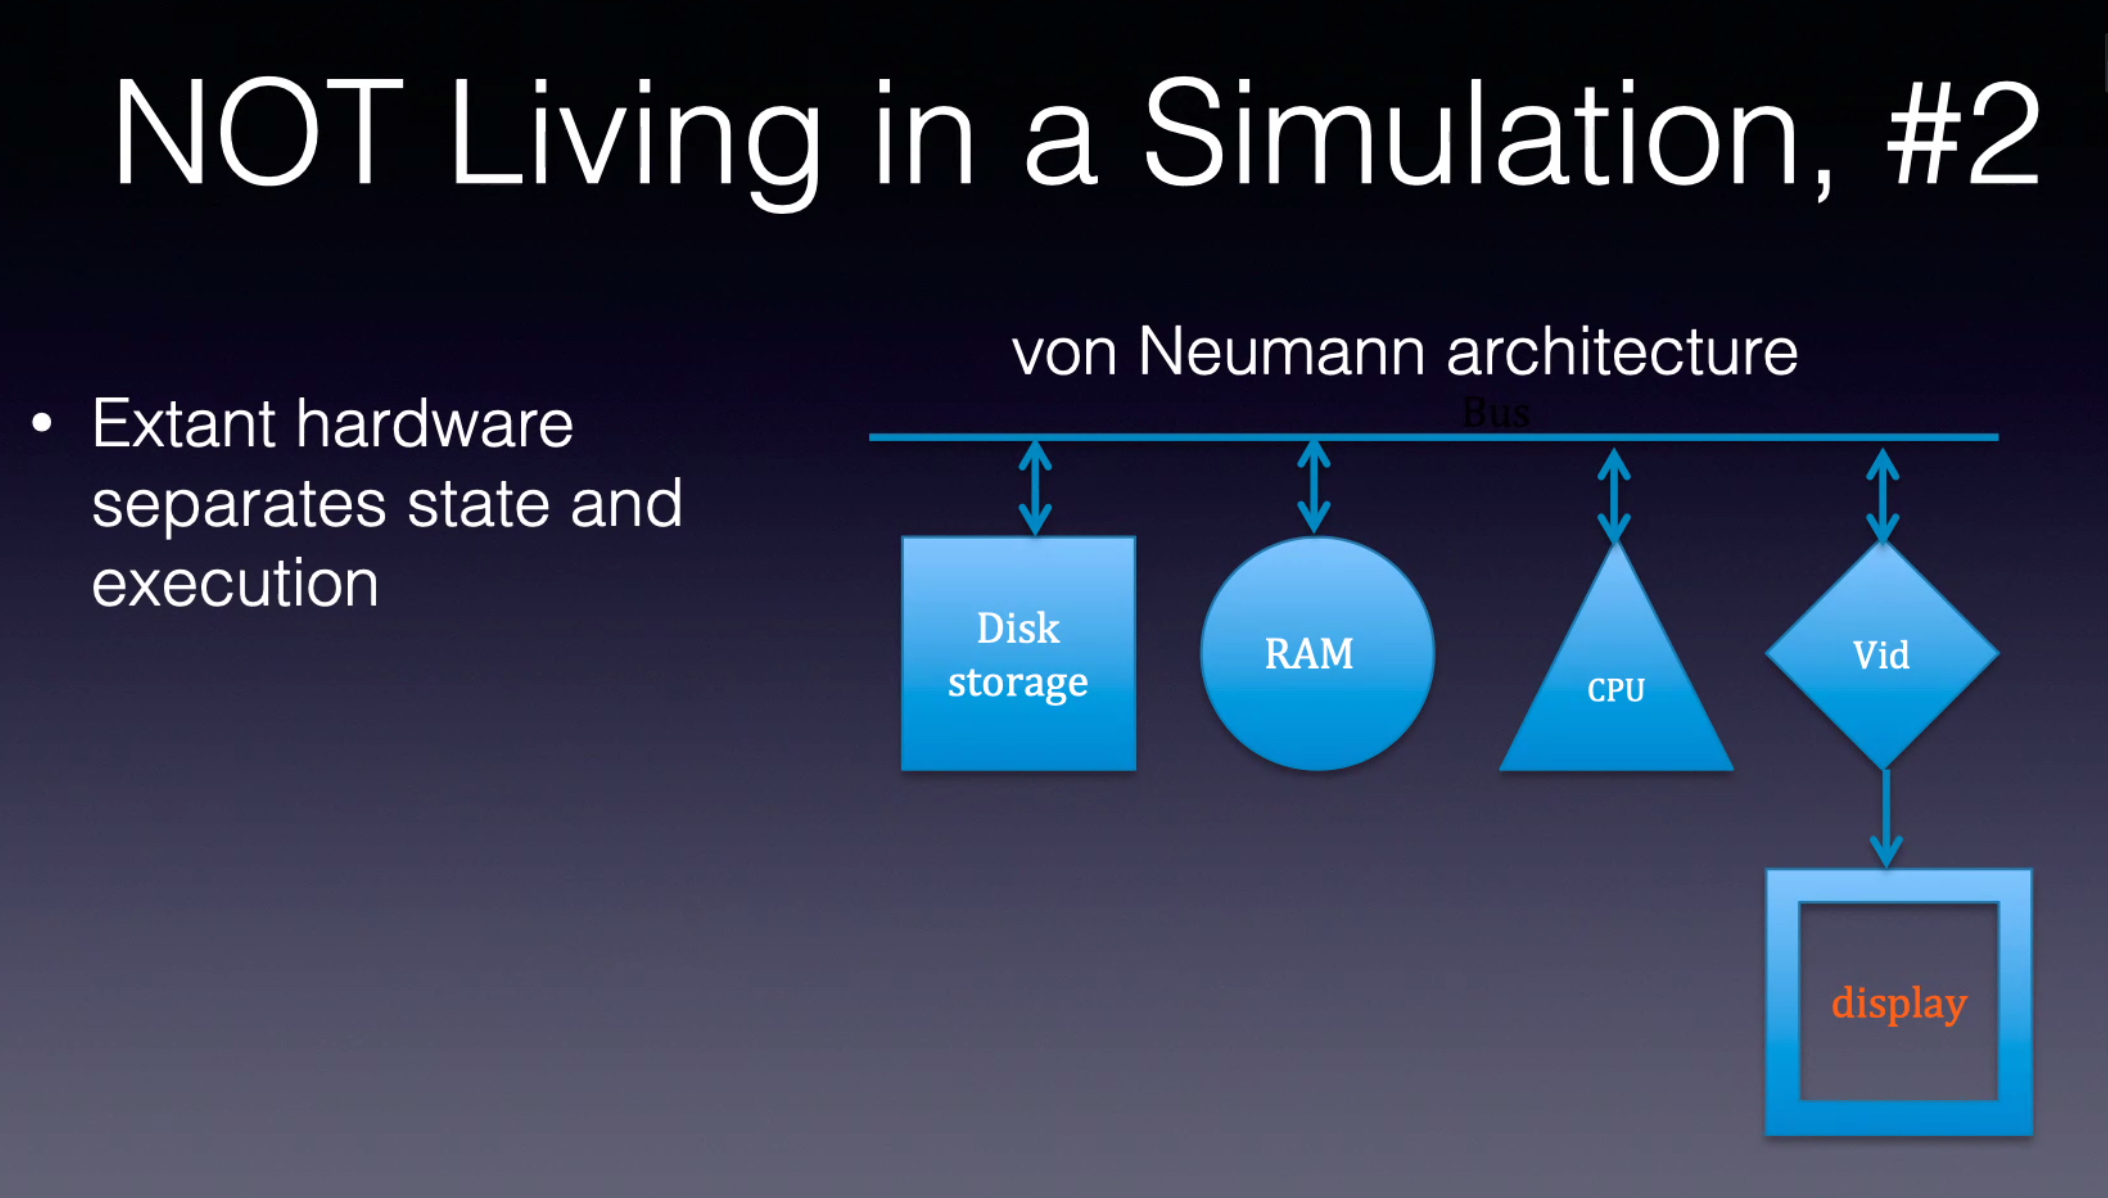 NOT Living in a Simulation, #2
von Neumann architecture
Bus
• Extant hardware
separates state and
execution
Disk
storage
RAM
CPU
Vid
display